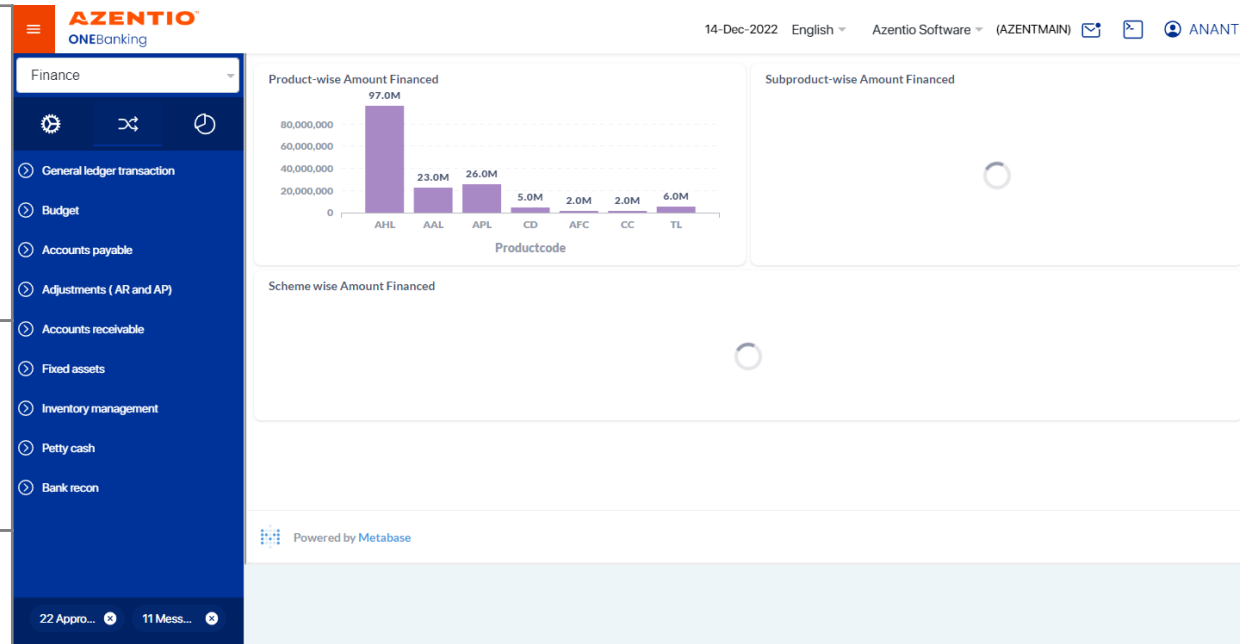 AZENTIO™
ONEBanking
14-Dec-2022 English Azentio Software (AZENTMAIN) ANANT
Finance
General ledger transaction
Budget
Accounts payable
Adjustments ( AR and AP)
Accounts receivable
Fixed assets
Inventory management
Petty cash
Bank recon
22 Appro...
11 Mess...
Product-wise Amount Financed
97.0M
80,000,000
60,000,000
40,000,000
20,000,000
0
23.0M
26.0M
5.0M
2.0M
2.0M
6.0M
AHL AAL APL CD AFC CC TL
Productcode
Subproduct-wise Amount Financed
Scheme wise Amount Financed
Powered by Metabase